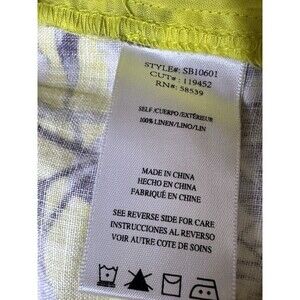 STYLE#: SB10601
CUT#: 119452
RN#: 58539
SELF/CUERPO/EXTÉRIEUR
100% LINEN/LINO/LIN
MADE IN CHINA
HECHO EN CHINA
FABRIQUÉ EN CHINE
SEE REVERSE SIDE FOR CARE
INSTRUCCIONES AL REVERSO
VOIR AUTRE COTE DE SOINS